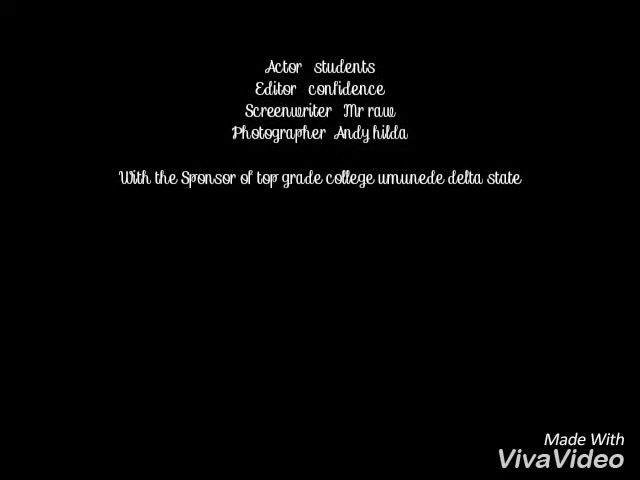 Actor students
Editor confidence
Screenwriter Mr raw
Photographer Andy hilda
With the Sponsor of top grade college umunede delta state
Made With
VivaVideo